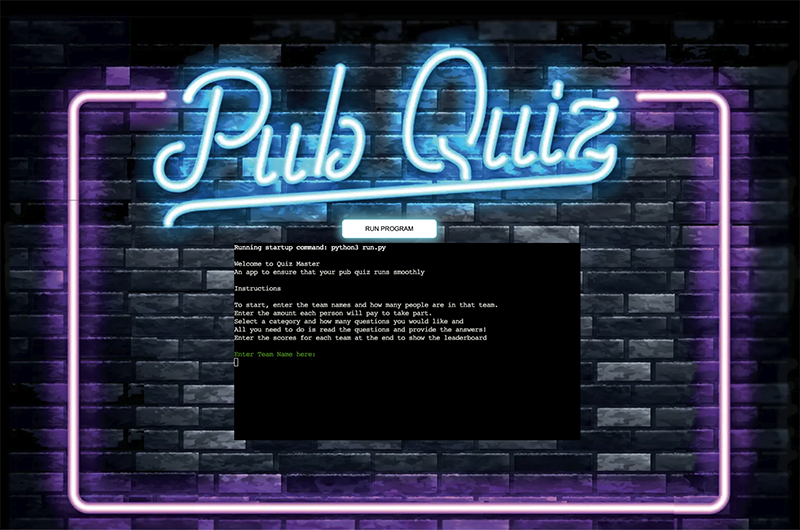 Pub Quiz
RUN PROGRAM
Running startup command: python3 run.py
Welcome to Quiz Master
An app to ensure that your pub quiz runs smoothly
Instructions
To start, enter the team names and how many people are in that team.
Enter the amount each person will pay to take part.
Select a category and how many questions you would like and
All you need to do is read the questions and provide the answers!
Enter the scores for each team at the end to show the leaderboard
Enter Team Name here: